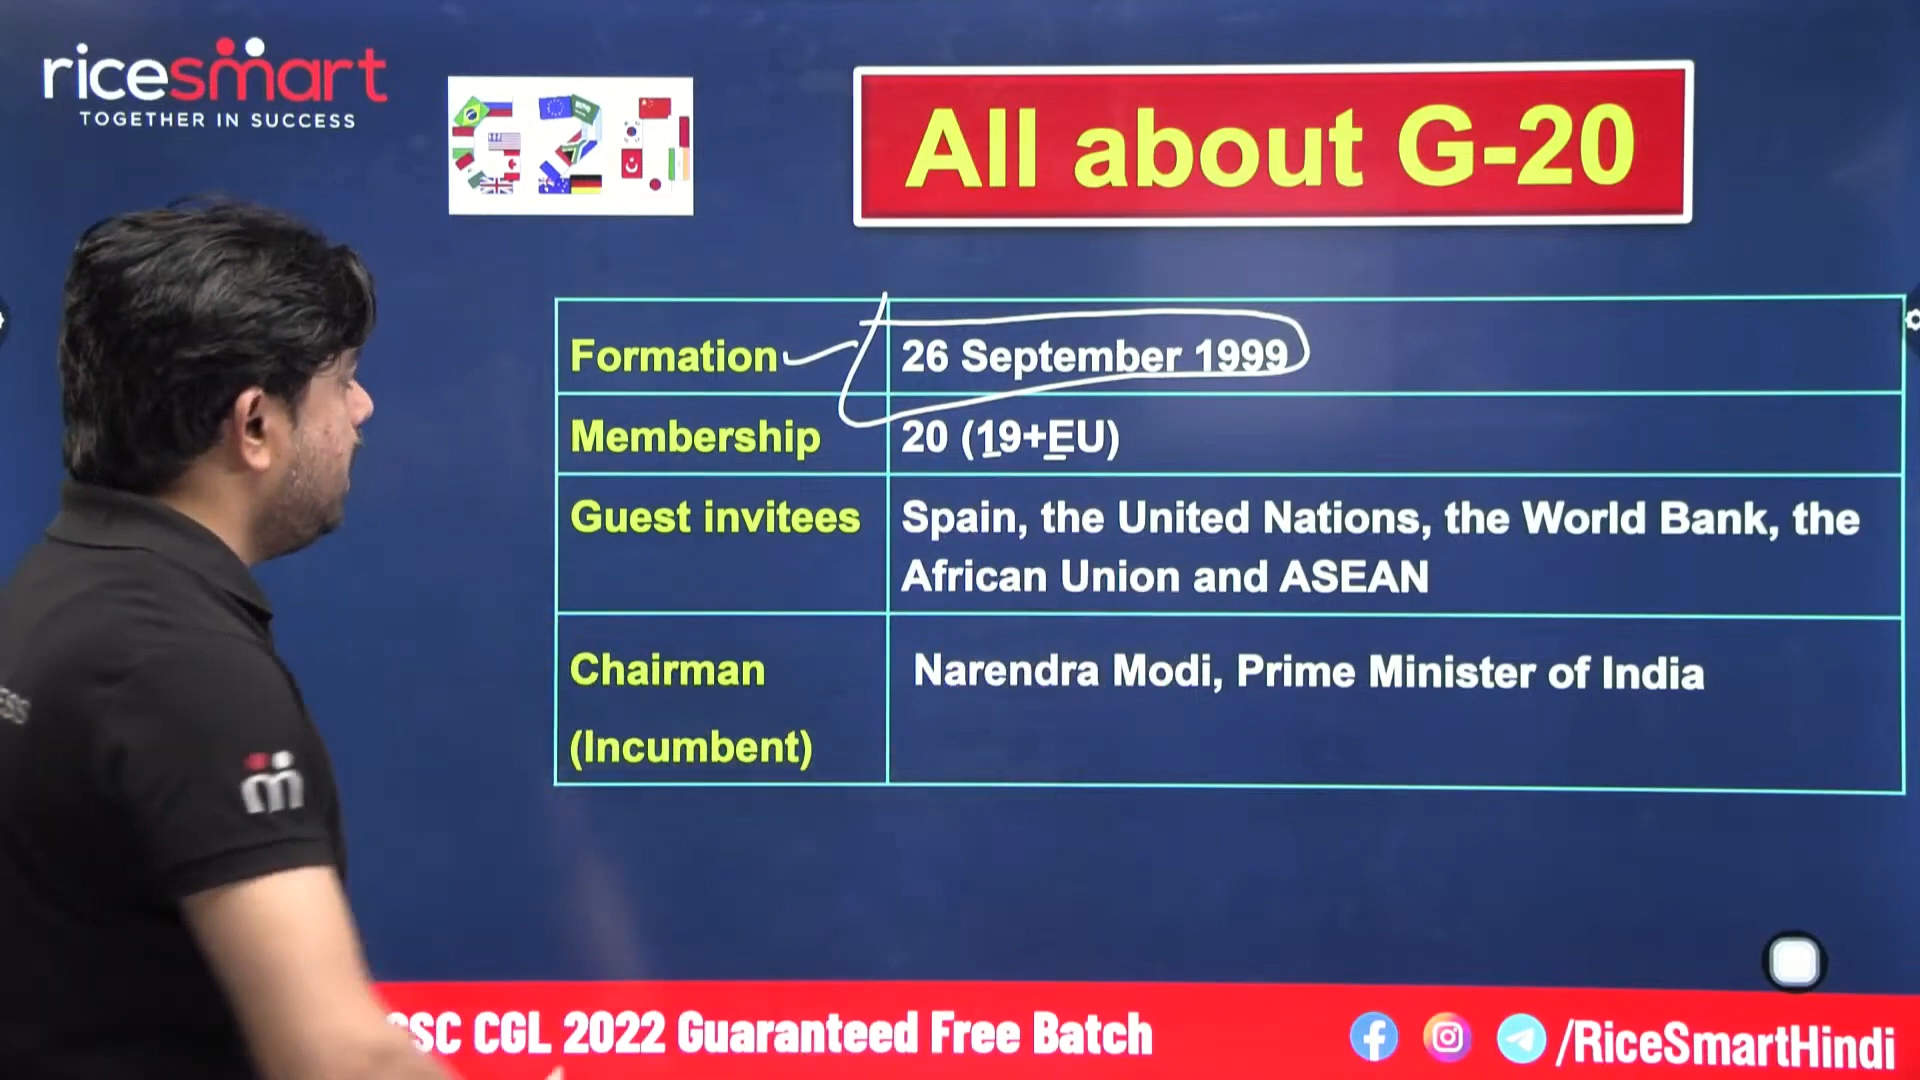 ricesmart
TOGETHER IN SUCCESS
All about G-20
Formation
26 September 1999
Membership
20 (19+EU)
Guest invitees
Spain, the United Nations, the World Bank, the
African Union and ASEAN
Chairman
(Incumbent)
Narendra Modi, Prime Minister of India
SSC CGL 2022 Guaranteed Free Batch
/RiceSmartHindi